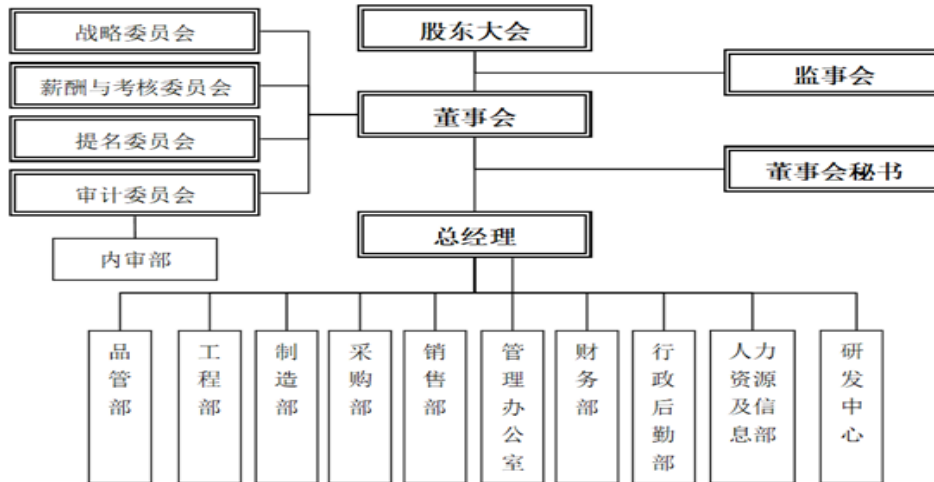 战略委员会
股东大会
薪酬与考核委员会
监事会
董事会
提名委员会
董事会秘书
审计委员会
总经理
内审部
品管部
工程部
制造部
采购部
销售部
管理办公室
财务部
行政后勤部
人力资源及信息部
研发中心